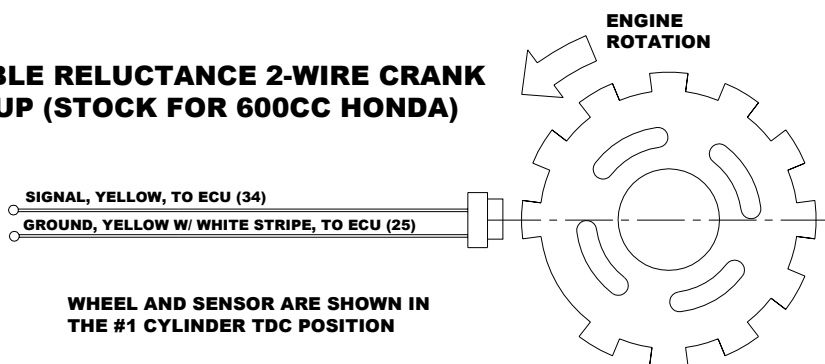 ENGINE
ROTATION
BLE RELUCTANCE 2-WIRE CRANK
UP (STOCK FOR 600CC HONDA)
SIGNAL, YELLOW, TO ECU (34)
GROUND, YELLOW W/ WHITE STRIPE, TO ECU (25)
WHEEL AND SENSOR ARE SHOWN IN
THE #1 CYLINDER TDC POSITION